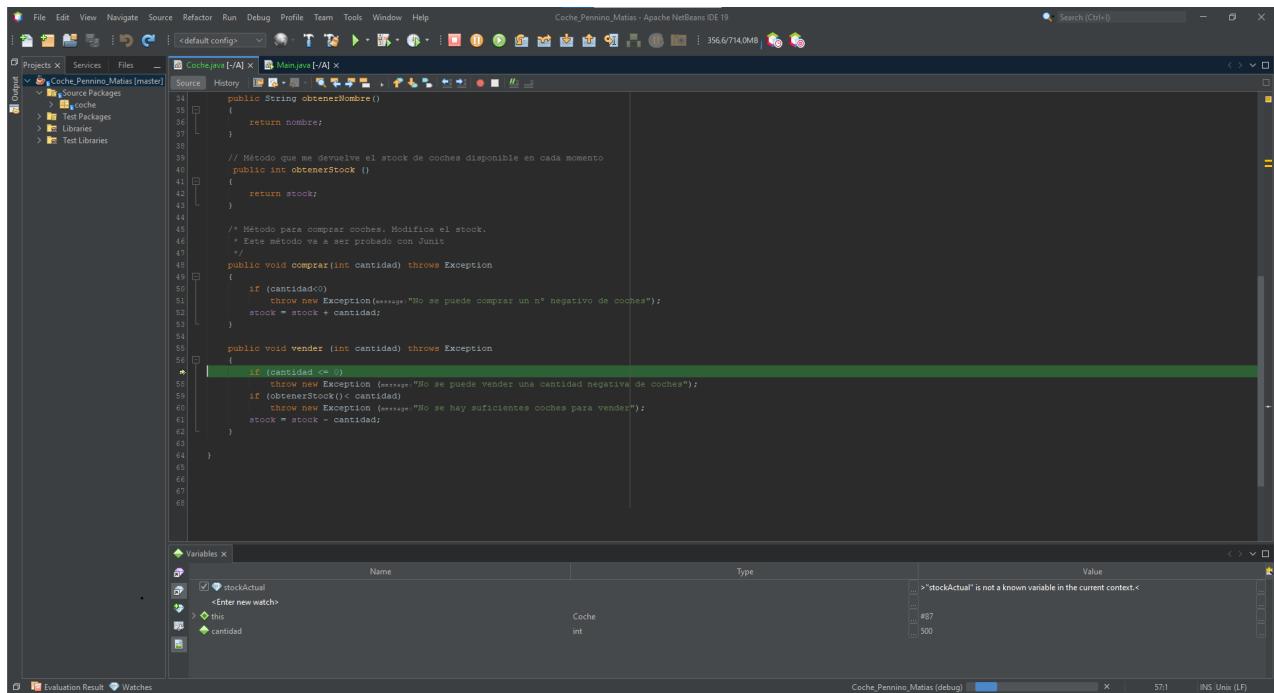 File Edit View Navigate Source Refactor Run Debug Profile Team Tools Window Help
Coche_Pennino_Matias - Apache NetBeans IDE 19
Search (Ctrl+I)
<default config>
356,6/714,0MB
Projects
Services
Files
Output
Coche_Pennino_Matias [master]
Source Packages
coche
Test Packages
Libraries
Test Libraries
Coche.java [-/A]
Main.java [-/A]
Source
History
34 public String obtenerNombre()
35 {
36 return nombre;
37 }
38
39 // Método que me devuelve el stock de coches disponible en cada momento
40 public int obtenerStock ()
41 {
42 return stock;
43 }
44
45 /* Método para comprar coches. Modifica el stock.
46 * Este método va a ser probado con Junit
47 */
48 public void comprar(int cantidad) throws Exception
49 {
50 if (cantidad<0)
51 throw new Exception(message:"No se puede comprar un nº negativo de coches");
52 stock = stock + cantidad;
53 }
54
55 public void vender (int cantidad) throws Exception
56 {
if (cantidad <= 0)
58 throw new Exception (message:"No se puede vender una cantidad negativa de coches");
59 if (obtenerStock()< cantidad)
60 throw new Exception (message:"No se hay suficientes coches para vender");
61 stock = stock - cantidad;
62 }
63
64 }
65
66
67
68
Variables
Name Type Value
stockActual >"stockActual" is not a known variable in the current context.<
<Enter new watch>
this Coche #87
cantidad int 500
Evaluation Result Watches
Coche_Pennino_Matias (debug)
57:1
INS Unix (LF)